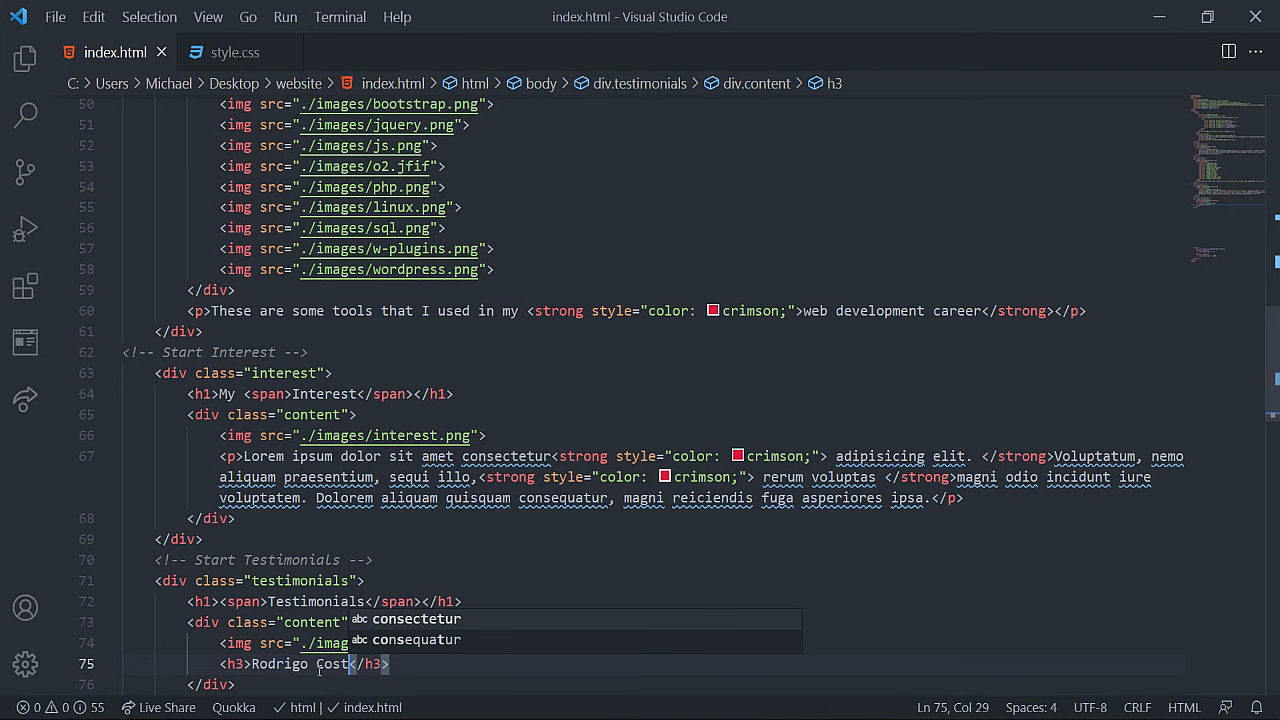 File Edit Selection View Go Run Terminal Help index.html - Visual Studio Code
index.html style.css
C: > Users > Michael > Desktop > website > index.html > html > body > div.testimonials > div.content > h3
50 <img src="./images/bootstrap.png">
51 <img src="./images/jquery.png">
52 <img src="./images/js.png">
53 <img src="./images/o2.jfif">
54 <img src="./images/php.png">
55 <img src="./images/linux.png">
56 <img src="./images/sql.png">
57 <img src="./images/w-plugins.png">
58 <img src="./images/wordpress.png">
59 </div>
60 <p>These are some tools that I used in my <strong style="color: crimson;">web development career</strong></p>
61 </div>
62 <!-- Start Interest -->
63 <div class="interest">
64 <h1>My <span>Interest</span></h1>
65 <div class="content">
66 <img src="./images/interest.png">
67 <p>Lorem ipsum dolor sit amet consectetur<strong style="color: crimson;"> adipisicing elit. </strong>Voluptatum, nemo
aliquam praesentium, sequi illo,<strong style="color: crimson;"> rerum voluptas </strong>magni odio incidunt iure
voluptatem. Dolorem aliquam quisquam consequatur, magni reiciendis fuga asperiores ipsa.</p>
68 </div>
69 </div>
70 <!-- Start Testimonials -->
71 <div class="testimonials">
72 <h1><span>Testimonials</span></h1>
73 <div class="content"
abc consectetur
abc consequatur
74 <img src="./imag
75 <h3>Rodrigo Cost</h3>
76 </div>
0 0 55 Live Share Quokka html index.html Ln 75, Col 29 Spaces: 4 UTF-8 CRLF HTML